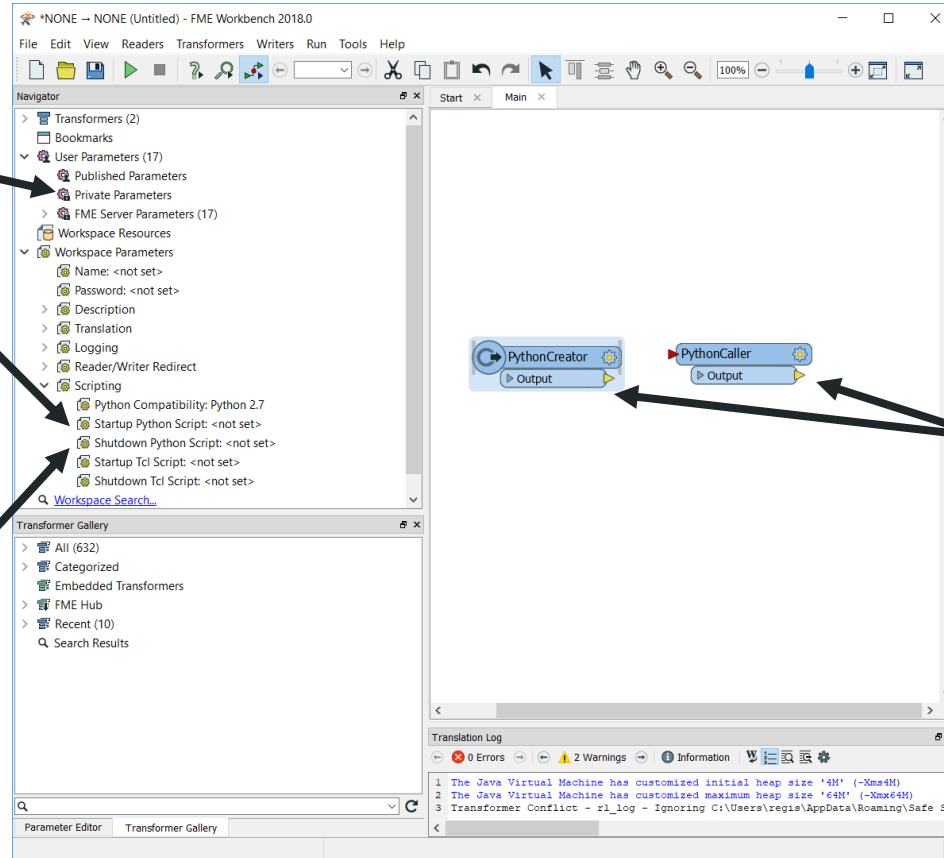 *NONE → NONE (Untitled) - FME Workbench 2018.0
File Edit View Readers Transformers Writers Run Tools Help
100%
Navigator
Start Main
Transformers (2)
Bookmarks
User Parameters (17)
Published Parameters
Private Parameters
FME Server Parameters (17)
Workspace Resources
Workspace Parameters
Name: <not set>
Password: <not set>
Description
Translation
Logging
Reader/Writer Redirect
Scripting
Python Compatibility: Python 2.7
Startup Python Script: <not set>
Shutdown Python Script: <not set>
Startup Tcl Script: <not set>
Shutdown Tcl Script: <not set>
Workspace Search...
PythonCreator
Output
PythonCaller
Output
Transformer Gallery
All (632)
Categorized
Embedded Transformers
FME Hub
Recent (10)
Search Results
Parameter Editor Transformer Gallery
Translation Log
0 Errors 2 Warnings Information
1 The Java Virtual Machine has customized initial heap size '4M' (-Xms4M)
2 The Java Virtual Machine has customized maximum heap size '64M' (-Xmx64M)
3 Transformer Conflict - rl_log - Ignoring C:\Users\regis\AppData\Roaming\Safe S